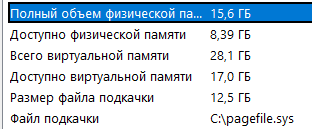 Полный объем физической па... 15,6 ГБ
Доступно физической памяти 8,39 ГБ
Всего виртуальной памяти 28,1 ГБ
Доступно виртуальной памяти 17,0 ГБ
Размер файла подкачки 12,5 ГБ
Файл подкачки C:\pagefile.sys